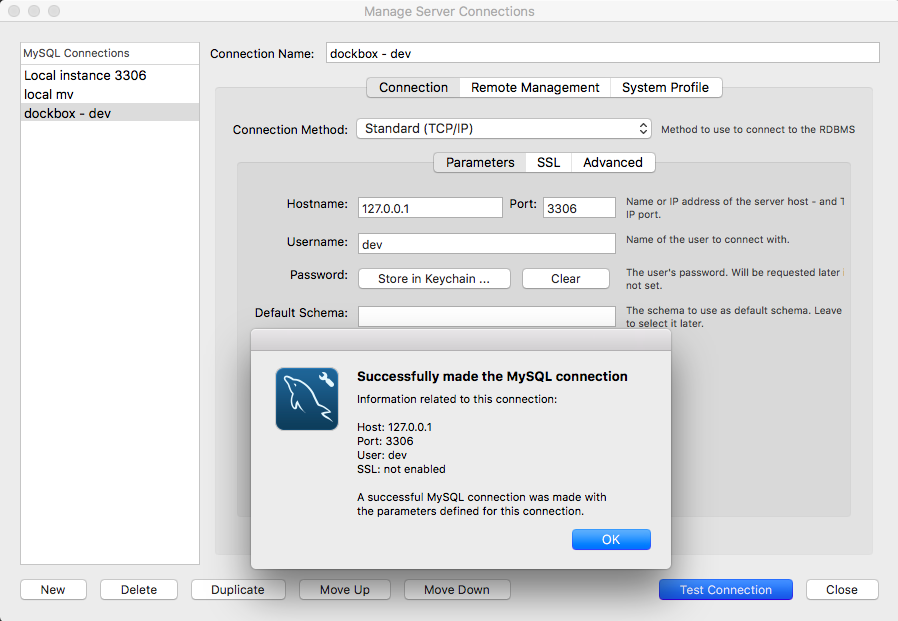 Manage Server Connections
MySQL Connections
Local instance 3306
local mv
dockbox - dev
Connection Name: dockbox - dev
Connection Remote Management System Profile
Connection Method: Standard (TCP/IP) Method to use to connect to the RDBMS
Parameters SSL Advanced
Hostname: 127.0.0.1 Port: 3306 Name or IP address of the server host - and T
IP port.
Username: dev Name of the user to connect with.
Password: Store in Keychain ... Clear The user's password. Will be requested later i
not set.
Default Schema: The schema to use as default schema. Leave
to select it later.
Successfully made the MySQL connection
Information related to this connection:
Host: 127.0.0.1
Port: 3306
User: dev
SSL: not enabled
A successful MySQL connection was made with
the parameters defined for this connection.
OK
New Delete Duplicate Move Up Move Down Test Connection Close